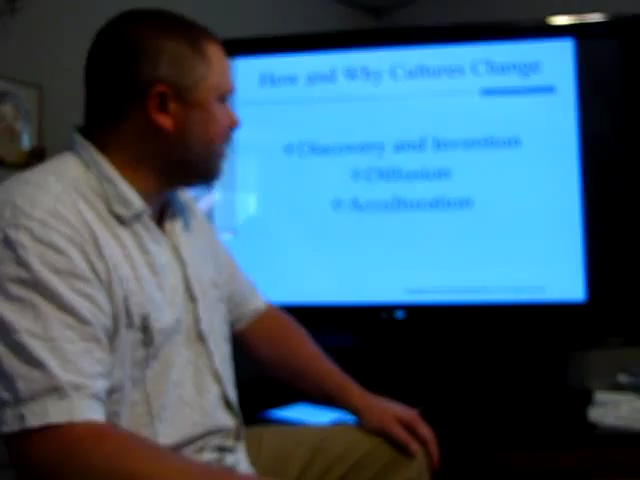 How and Why Cultures Change
Discovery and Invention
Diffusion
Acculturation